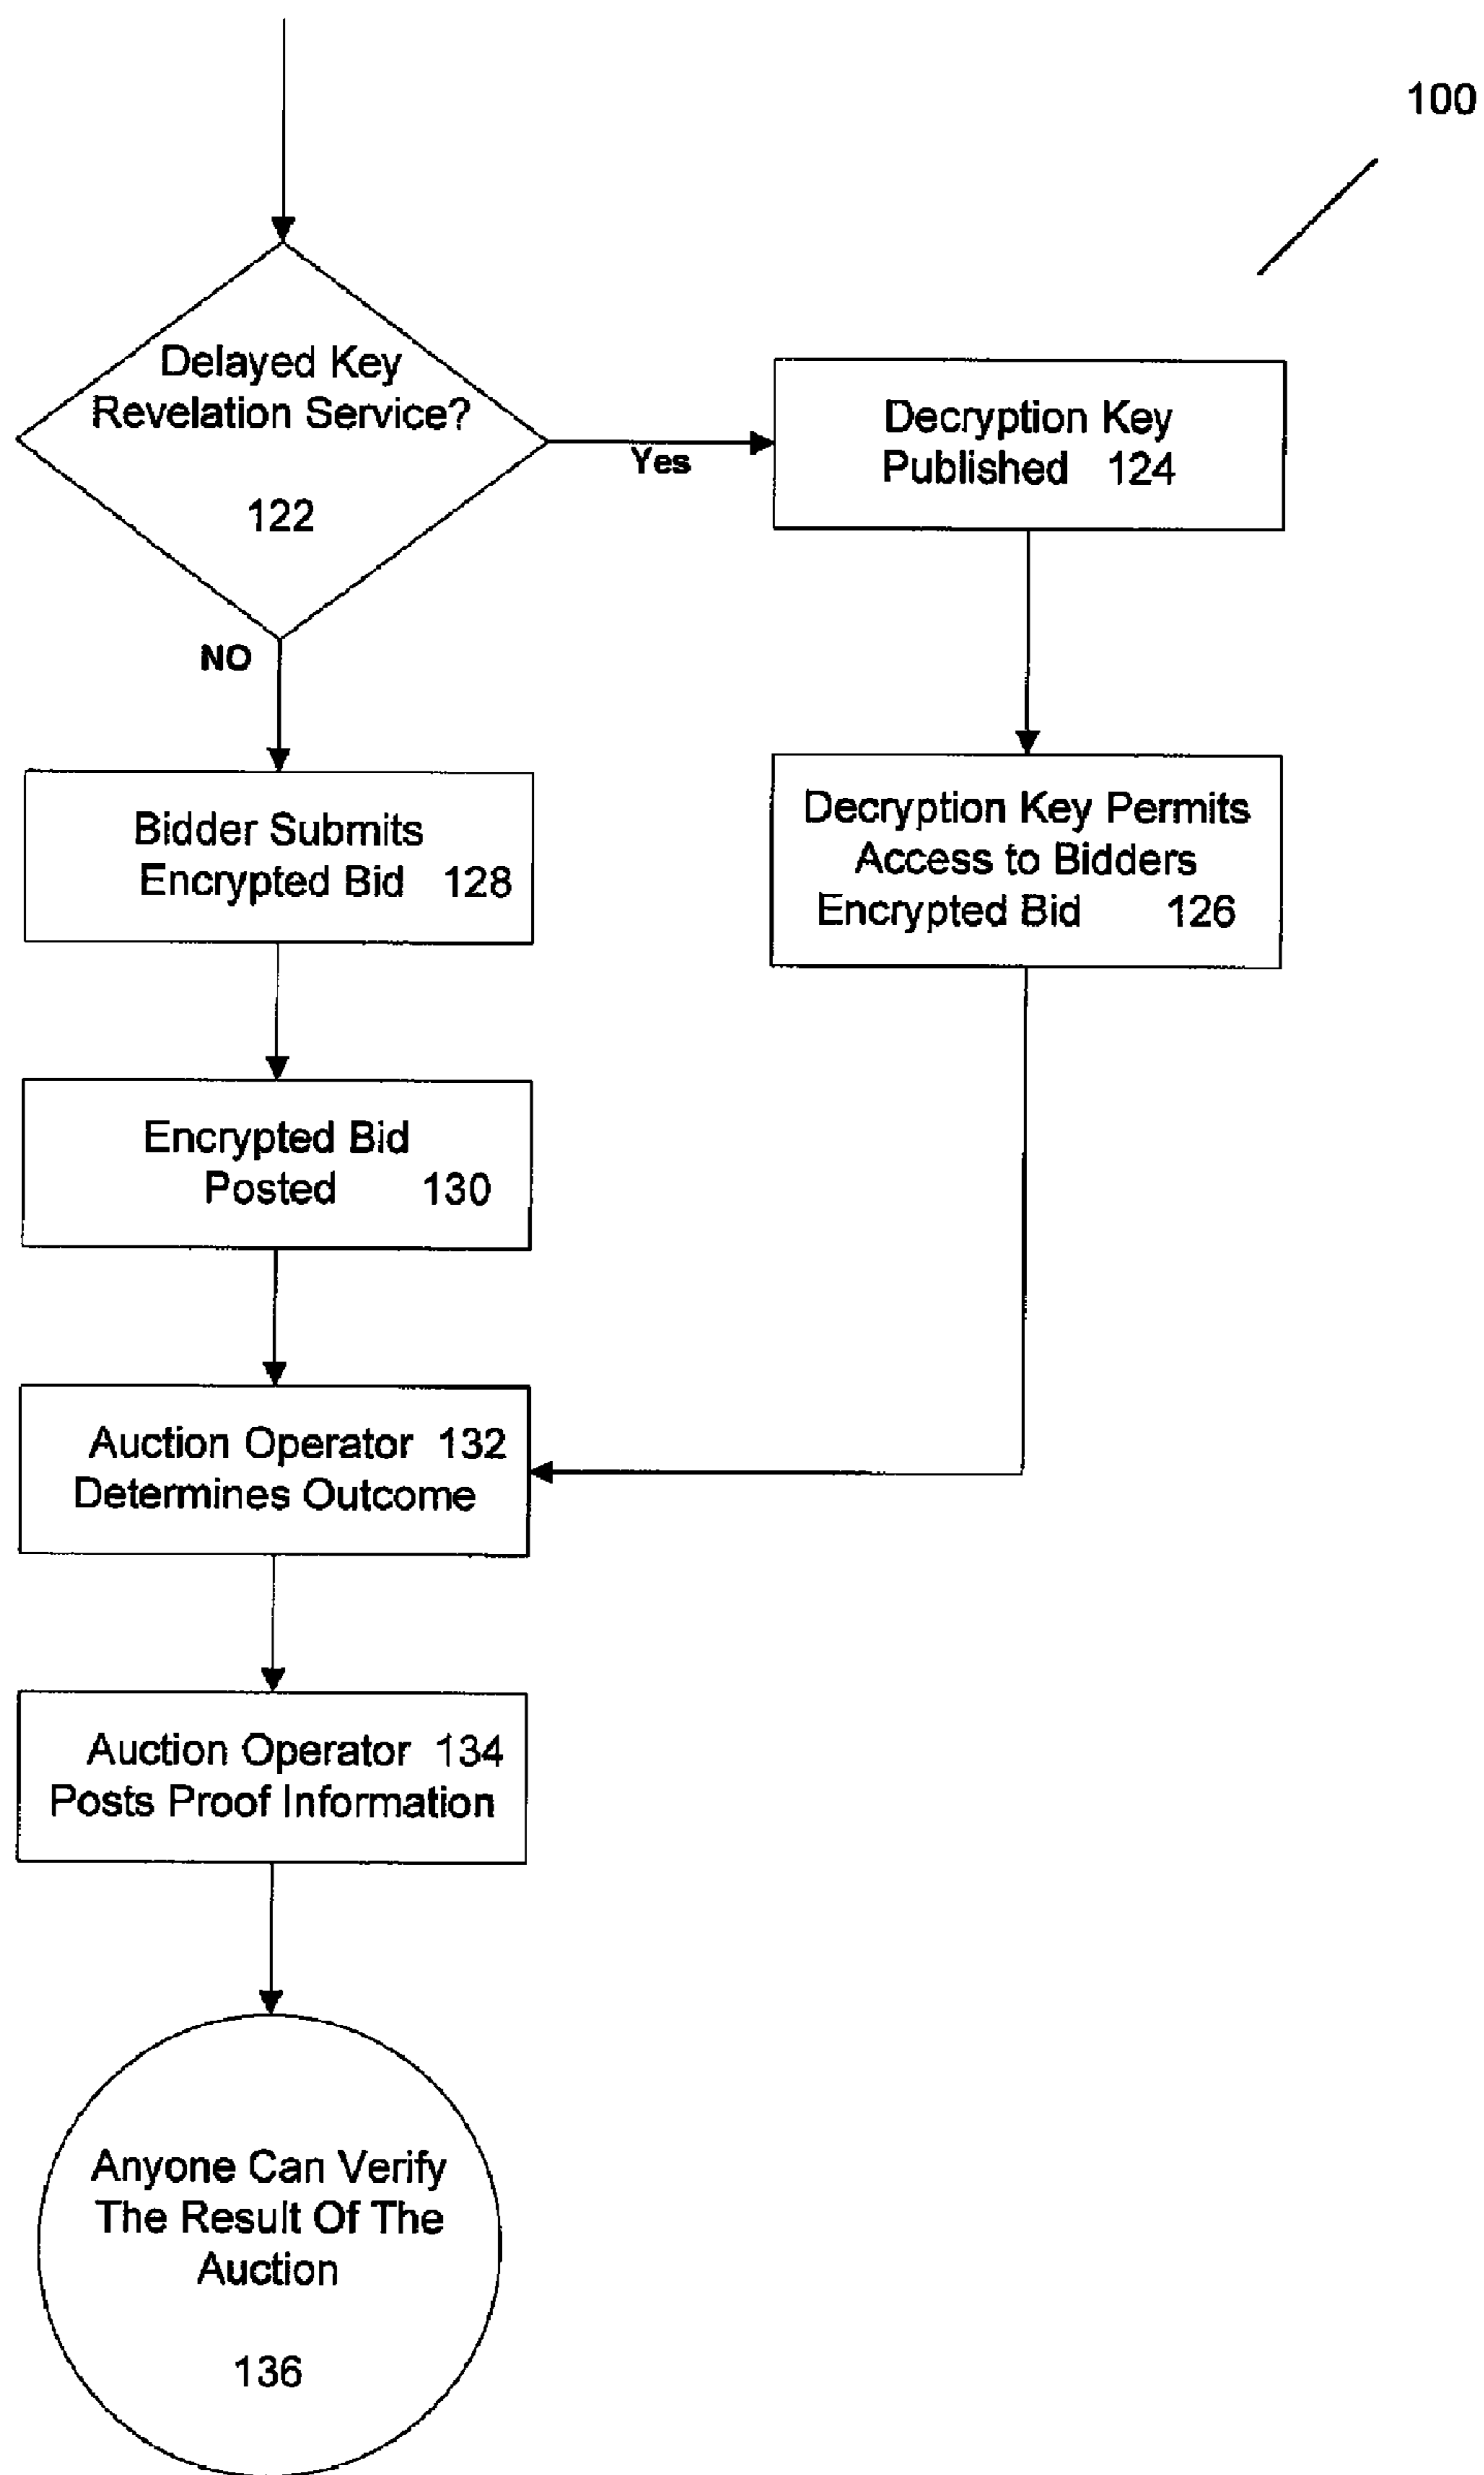 100
Delayed Key
Revelation Service?
122
Yes
NO
Decryption Key
Published 124
Decryption Key Permits
Access to Bidders
Encrypted Bid 126
Bidder Submits
Encrypted Bid 128
Encrypted Bid
Posted 130
Auction Operator 132
Determines Outcome
Auction Operator 134
Posts Proof Information
Anyone Can Verify
The Result Of The
Auction
136